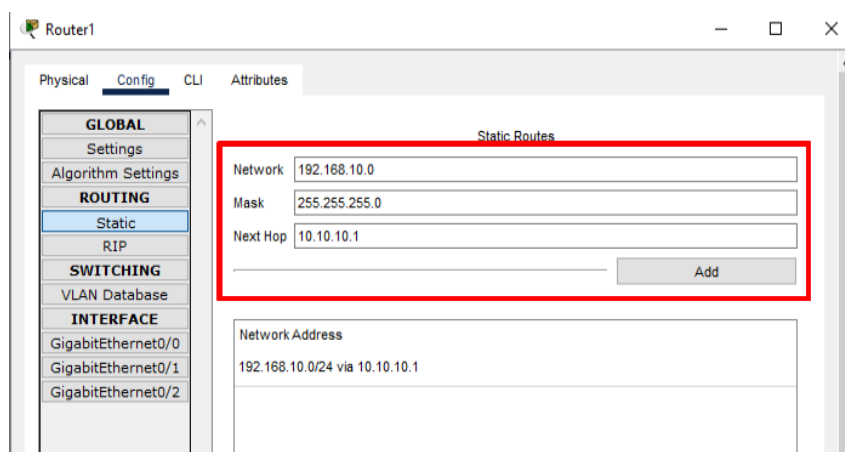 Router1
Physical Config CLI Attributes
GLOBAL
Settings
Algorithm Settings
ROUTING
Static
RIP
SWITCHING
VLAN Database
INTERFACE
GigabitEthernet0/0
GigabitEthernet0/1
GigabitEthernet0/2
Static Routes
Network 192.168.10.0
Mask 255.255.255.0
Next Hop 10.10.10.1
Add
Network Address
192.168.10.0/24 via 10.10.10.1